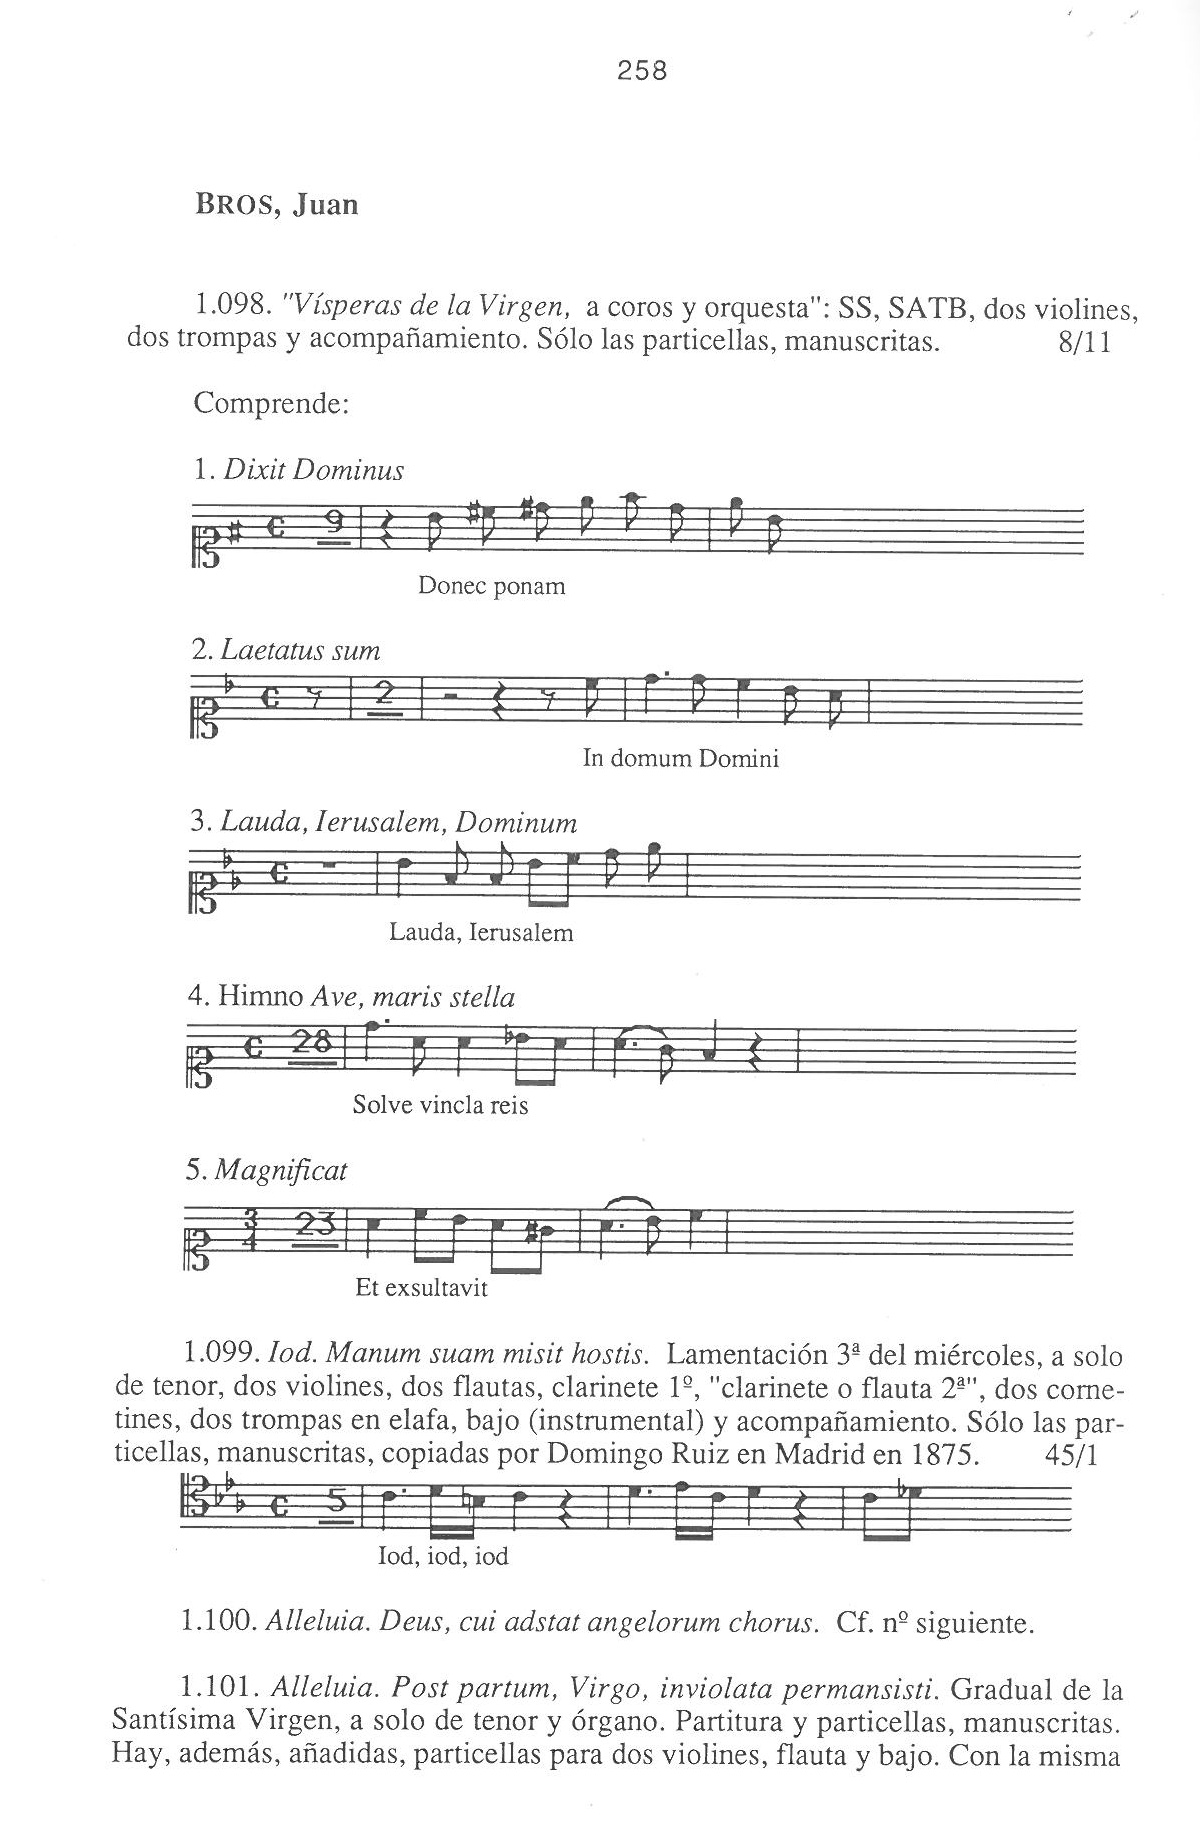 258
BROS, Juan
1.098. "Vísperas de la Virgen, a coros y orquesta": SS, SATB, dos violines,
dos trompas y acompañamiento. Sólo las particellas, manuscritas. 8/11
Comprende:
1. Dixit Dominus
9
Donec ponam
2. Laetatus sum
2
In domum Domini
3. Lauda, Ierusalem, Dominum
Lauda, Ierusalem
4. Himno Ave, maris stella
28
Solve vincla reis
5. Magnificat
3
4
23
Et exsultavit
1.099. Iod. Manum suam misit hostis. Lamentación 3ª del miércoles, a solo
de tenor, dos violines, dos flautas, clarinete 1º, "clarinete o flauta 2ª", dos corne-
tines, dos trompas en elafa, bajo (instrumental) y acompañamiento. Sólo las par-
ticellas, manuscritas, copiadas por Domingo Ruiz en Madrid en 1875. 45/1
5
Iod, iod, iod
1.100. Alleluia. Deus, cui adstat angelorum chorus. Cf. nº siguiente.
1.101. Alleluia. Post partum, Virgo, inviolata permansisti. Gradual de la
Santísima Virgen, a solo de tenor y órgano. Partitura y particellas, manuscritas.
Hay, además, añadidas, particellas para dos violines, flauta y bajo. Con la misma